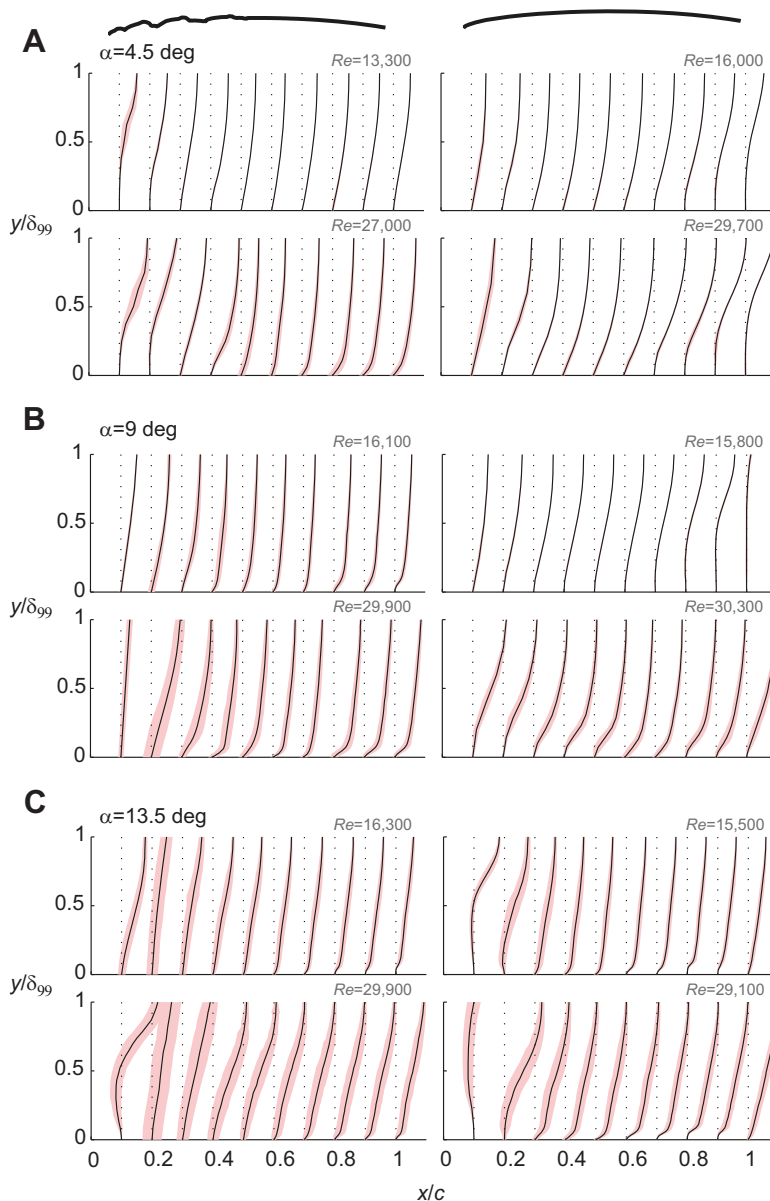 A
α=4.5 deg
Re=13,300
Re=16,000
1
0.5
0
y/δ99
Re=27,000
Re=29,700
1
0.5
0
B
α=9 deg
Re=16,100
Re=15,800
1
0.5
0
y/δ99
Re=29,900
Re=30,300
1
0.5
0
C
α=13.5 deg
Re=16,300
Re=15,500
1
0.5
0
y/δ99
Re=29,900
Re=29,100
1
0.5
0
0 0.2 0.4 0.6 0.8 1 0 0.2 0.4 0.6 0.8 1
x/c